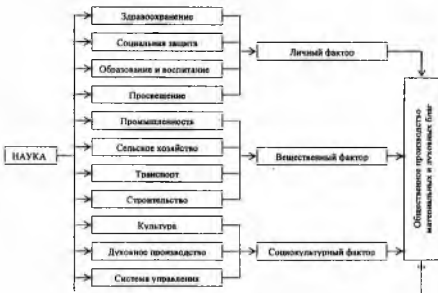 Здравоохранение
Социальная защита
Образование и воспитание
Просвещение
Промышленность
Сельское хозяйство
Транспорт
Строительство
Культура
Духовное производство
Система управления
НАУКА
Личный фактор
Вещественный фактор
Социокультурный фактор
Общественное производство
материальных и духовных благ